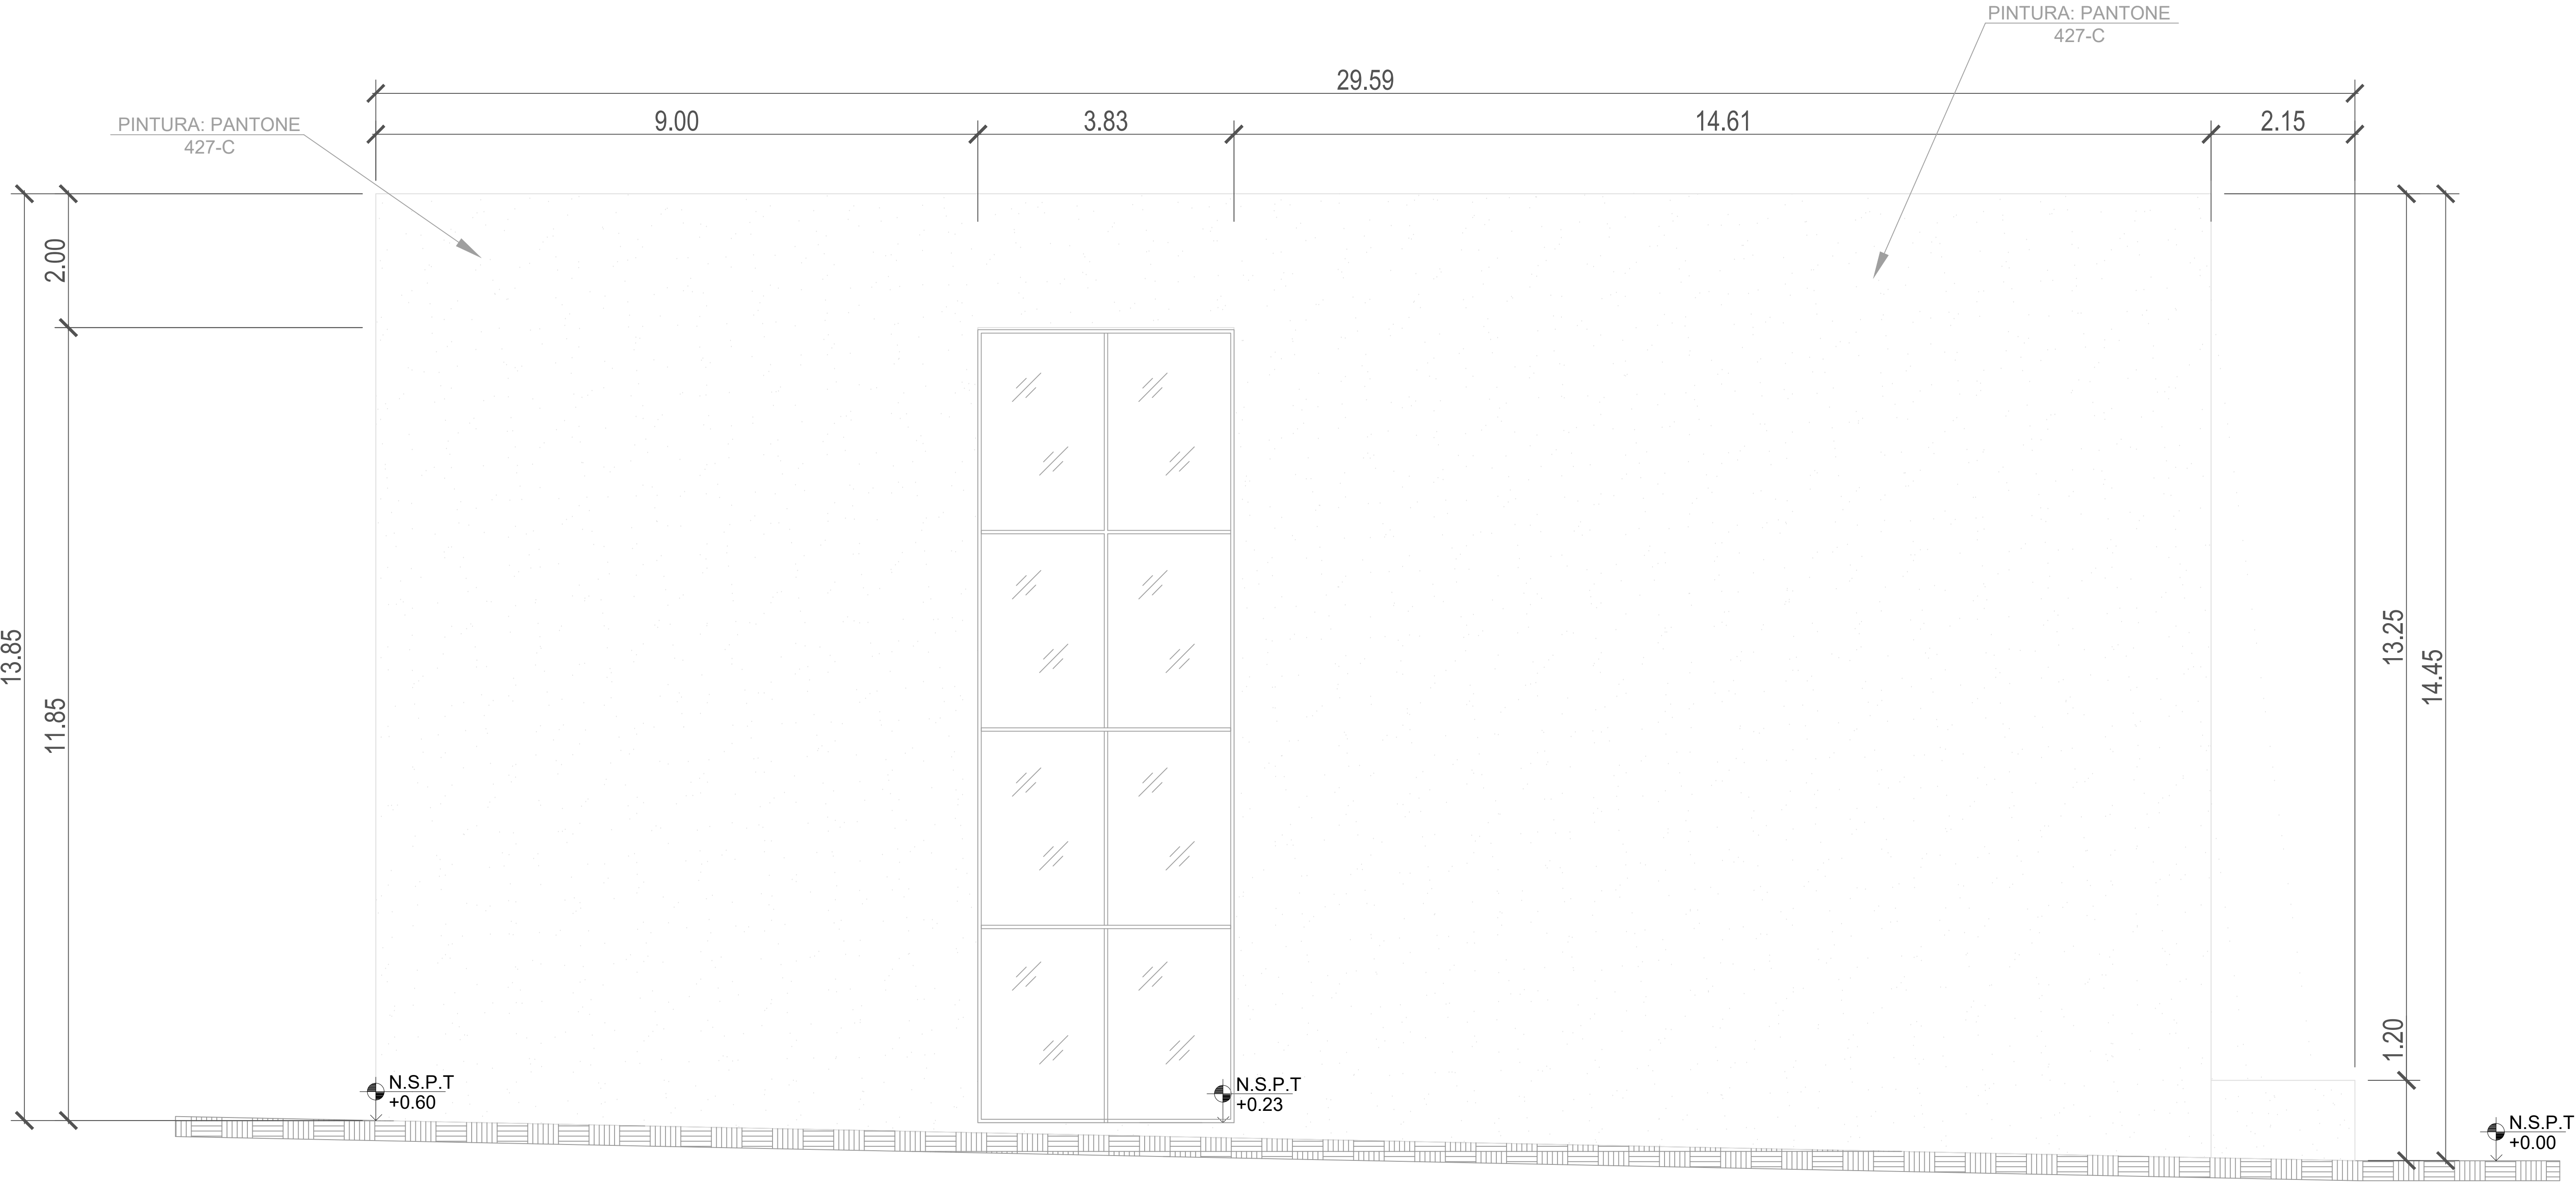 PINTURA: PANTONE
427-C
29.59
PINTURA: PANTONE
427-C
9.00
3.83
14.61
2.15
2.00
13.85
11.85
13.25
14.45
1.20
N.S.P.T
+0.60
N.S.P.T
+0.23
N.S.P.T
+0.00